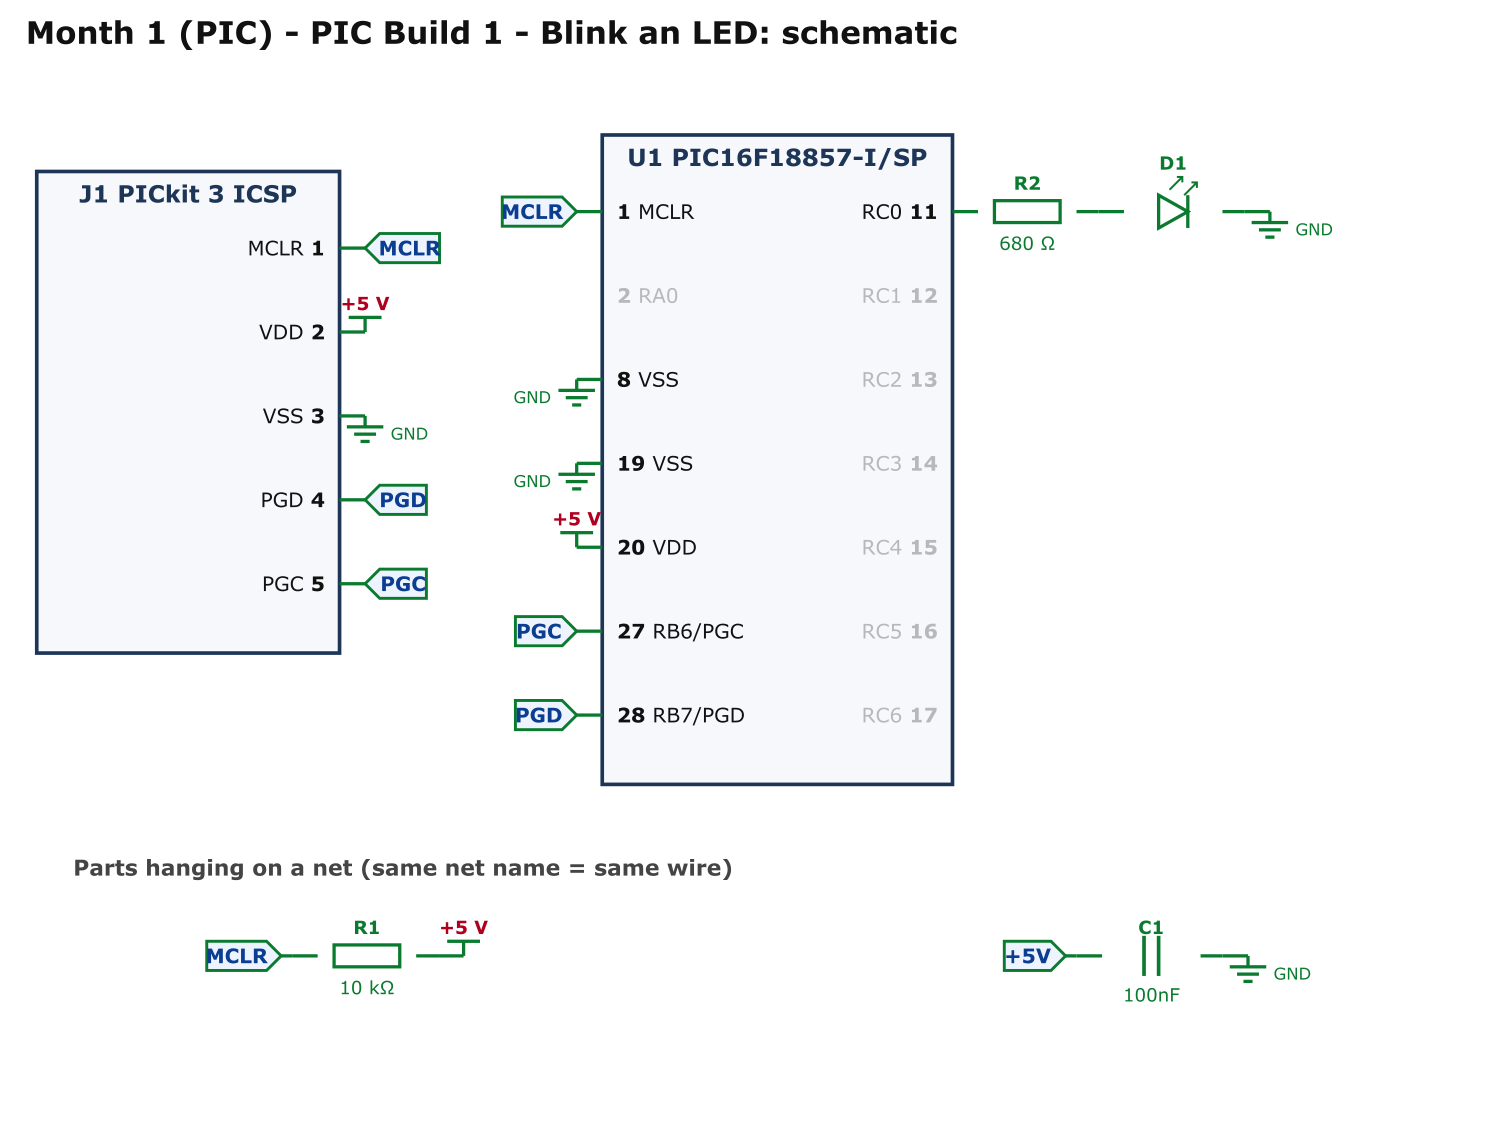 Month 1 (PIC) - PIC Build 1 - Blink an LED: schematic
J1 PICkit 3 ICSP
MCLR 1
MCLR
+5 V
VDD 2
VSS 3
GND
PGD 4
PGD
PGC 5
PGC
U1 PIC16F18857-I/SP
MCLR
1 MCLR
2 RA0
8 VSS
GND
19 VSS
GND
+5 V
20 VDD
PGC
27 RB6/PGC
PGD
28 RB7/PGD
RC0 11
RC1 12
RC2 13
RC3 14
RC4 15
RC5 16
RC6 17
R2
680 Ω
D1
GND
Parts hanging on a net (same net name = same wire)
MCLR
R1
10 kΩ
+5 V
+5V
C1
100nF
GND